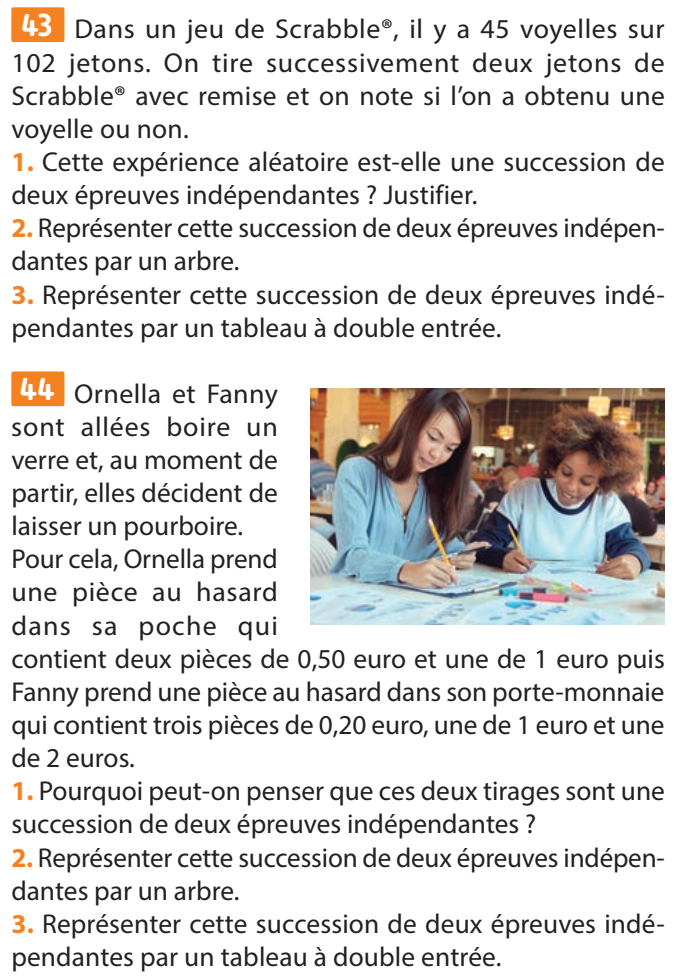 43 Dans un jeu de Scrabble®, il y a 45 voyelles sur
102 jetons. On tire successivement deux jetons de
Scrabble® avec remise et on note si l’on a obtenu une
voyelle ou non.
1. Cette expérience aléatoire est-elle une succession de
deux épreuves indépendantes ? Justifier.
2. Représenter cette succession de deux épreuves indépen-
dantes par un arbre.
3. Représenter cette succession de deux épreuves indé-
pendantes par un tableau à double entrée.
44 Ornella et Fanny
sont allées boire un
verre et, au moment de
partir, elles décident de
laisser un pourboire.
Pour cela, Ornella prend
une pièce au hasard
dans sa poche qui
contient deux pièces de 0,50 euro et une de 1 euro puis
Fanny prend une pièce au hasard dans son porte-monnaie
qui contient trois pièces de 0,20 euro, une de 1 euro et une
de 2 euros.
1. Pourquoi peut-on penser que ces deux tirages sont une
succession de deux épreuves indépendantes ?
2. Représenter cette succession de deux épreuves indépen-
dantes par un arbre.
3. Représenter cette succession de deux épreuves indé-
pendantes par un tableau à double entrée.